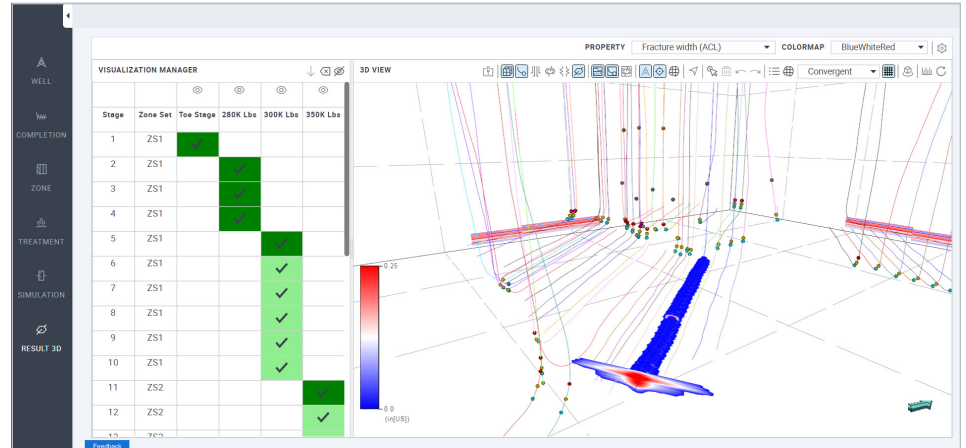 PROPERTY Fracture width (ACL) COLORMAP BlueWhiteRed
VISUALIZATION MANAGER
3D VIEW
Convergent
WELL
COMPLETION
ZONE
TREATMENT
SIMULATION
RESULT 3D
Stage Zone Set Toe Stage 280K Lbs 300K Lbs 350K Lbs
1 ZS1
2 ZS1
3 ZS1
4 ZS1
5 ZS1
6 ZS1
7 ZS1
8 ZS1
9 ZS1
10 ZS1
11 ZS2
12 ZS2
13 ZS2
0.25
0.0
(in[US])
Feedback